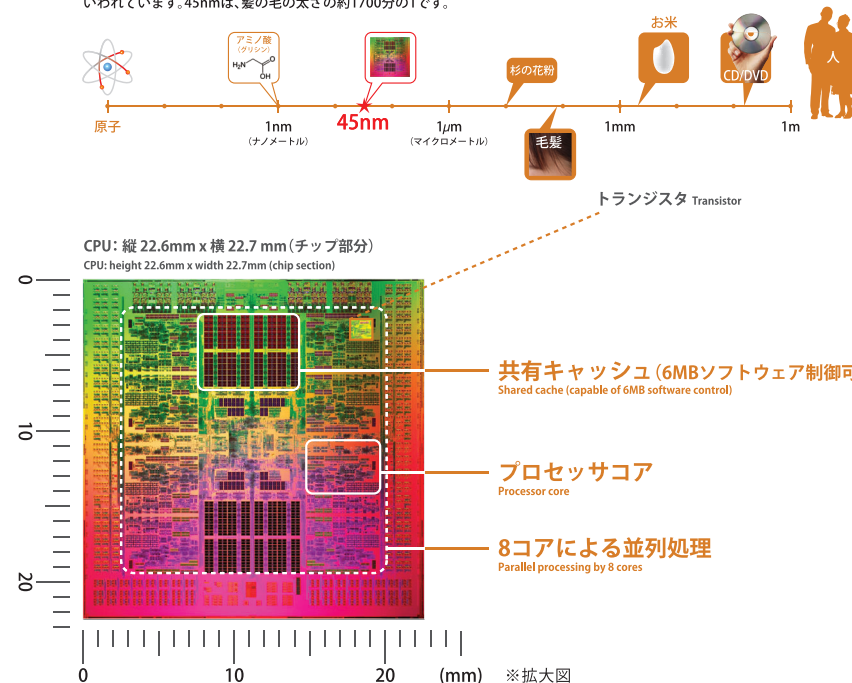 いわれています。45nmは、髪の毛の太さの約1700分の1です。
アミノ酸
（グリシン）
H₂N
O
OH
杉の花粉
お米
CD/DVD
人
原子
1nm
（ナノメートル）
45nm
1μm
（マイクロメートル）
毛髪
1mm
1m
トランジスタ Transistor
CPU： 縦 22.6mm x 横 22.7 mm（チップ部分）
CPU: height 22.6mm x width 22.7mm (chip section)
0
共有キャッシュ（6MBソフトウェア制御可
Shared cache (capable of 6MB software control)
10
プロセッサコア
Processor core
8コアによる並列処理
Parallel processing by 8 cores
20
0
10
20
(mm)
※拡大図